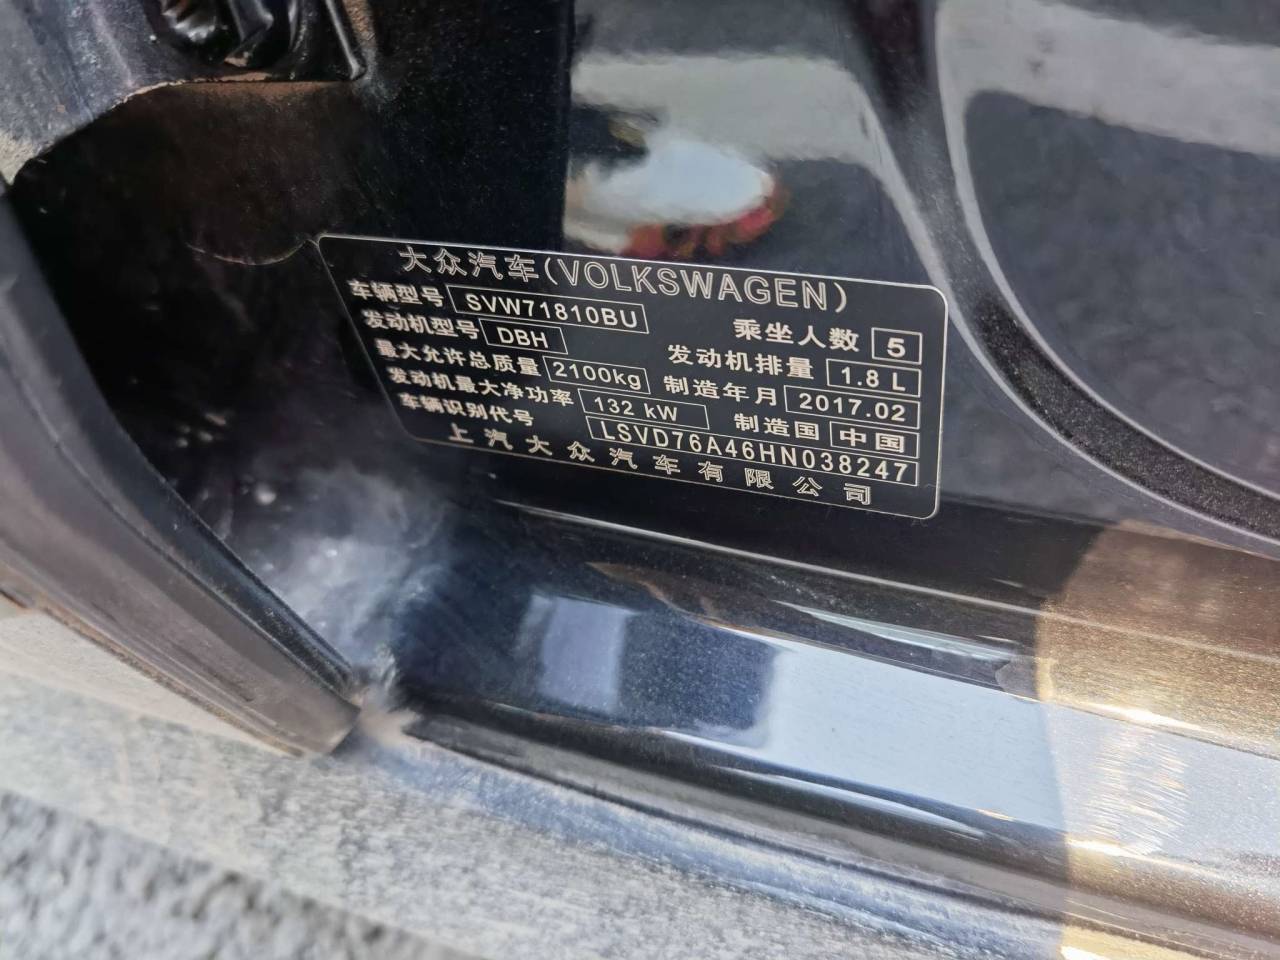 大众汽车(VOLKSWAGEN)
车辆型号 SVW71810BU 乘坐人数 5
发动机型号 DBH 发动机排量 1.8 L
最大允许总质量 2100kg 制造年月 2017.02
发动机最大净功率 132 kW 制造国 中国
车辆识别代号 LSVD76A46HN038247
上汽大众汽车有限公司